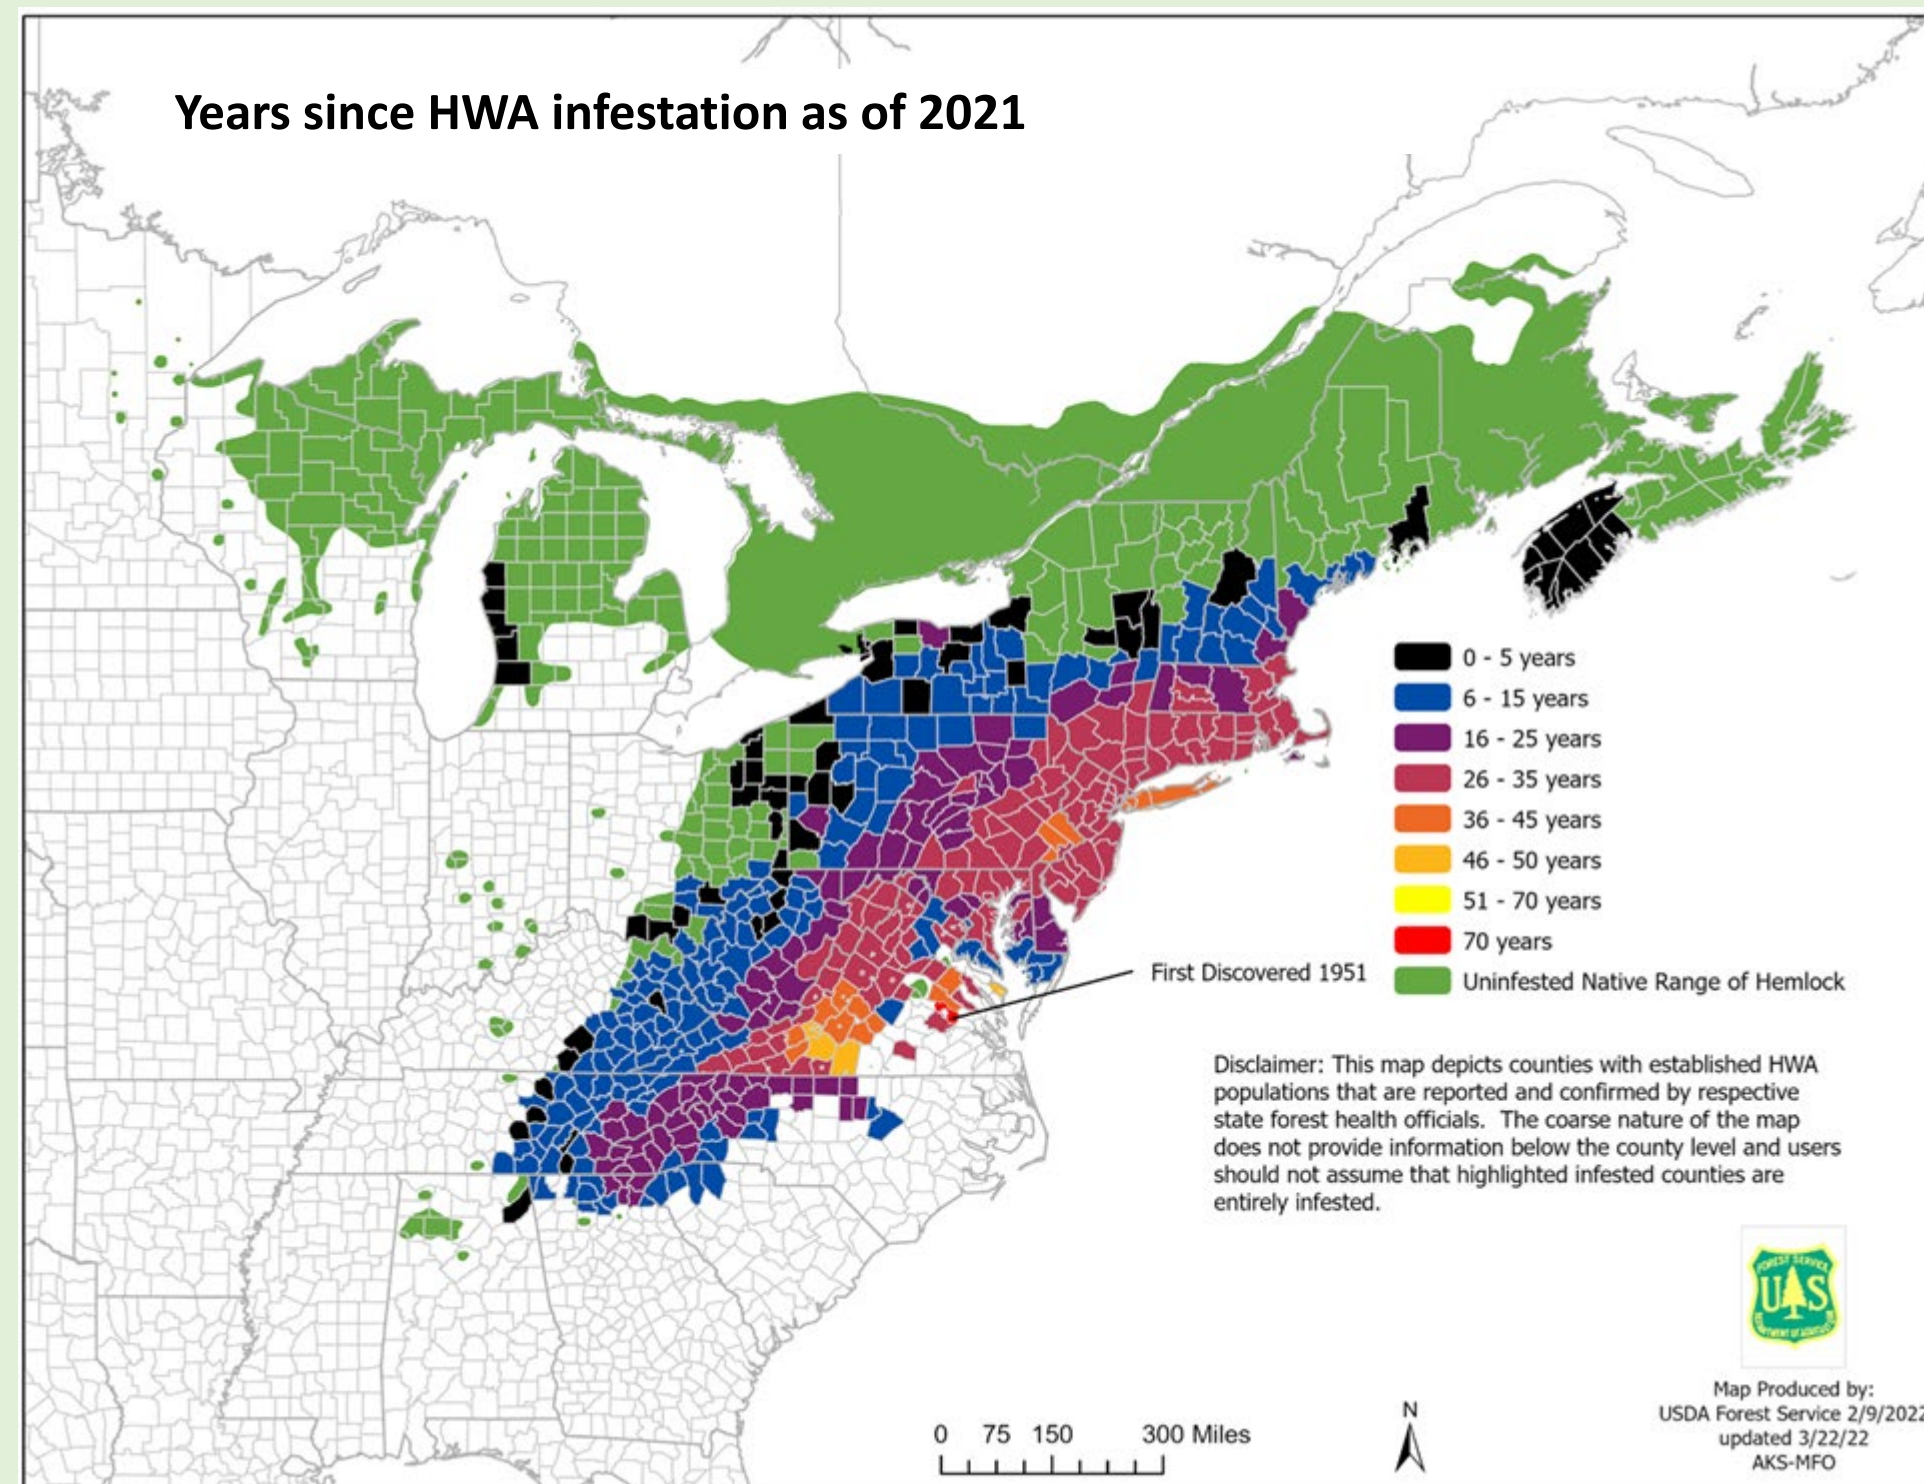 Years since HWA infestation as of 2021
0 - 5 years
6 - 15 years
16 - 25 years
26 - 35 years
36 - 45 years
46 - 50 years
51 - 70 years
70 years
Uninfested Native Range of Hemlock
First Discovered 1951
Disclaimer: This map depicts counties with established HWA
populations that are reported and confirmed by respective
state forest health officials. The coarse nature of the map
does not provide information below the county level and users
should not assume that highlighted infested counties are
entirely infested.
FOREST SERVICE
U S
DEPARTMENT OF AGRICULTURE
Map Produced by:
USDA Forest Service 2/9/2022
updated 3/22/22
AKS-MFO
N
0 75 150 300 Miles